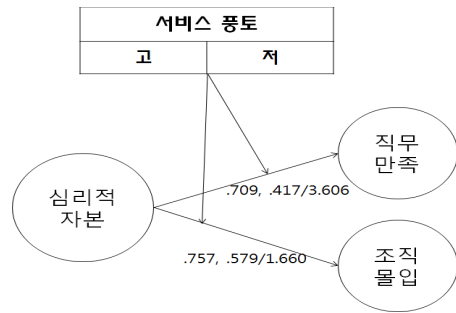 서비스 풍토
고 저
직무
만족
심리적
자본
.709, .417/3.606
.757, .579/1.660
조직
몰입